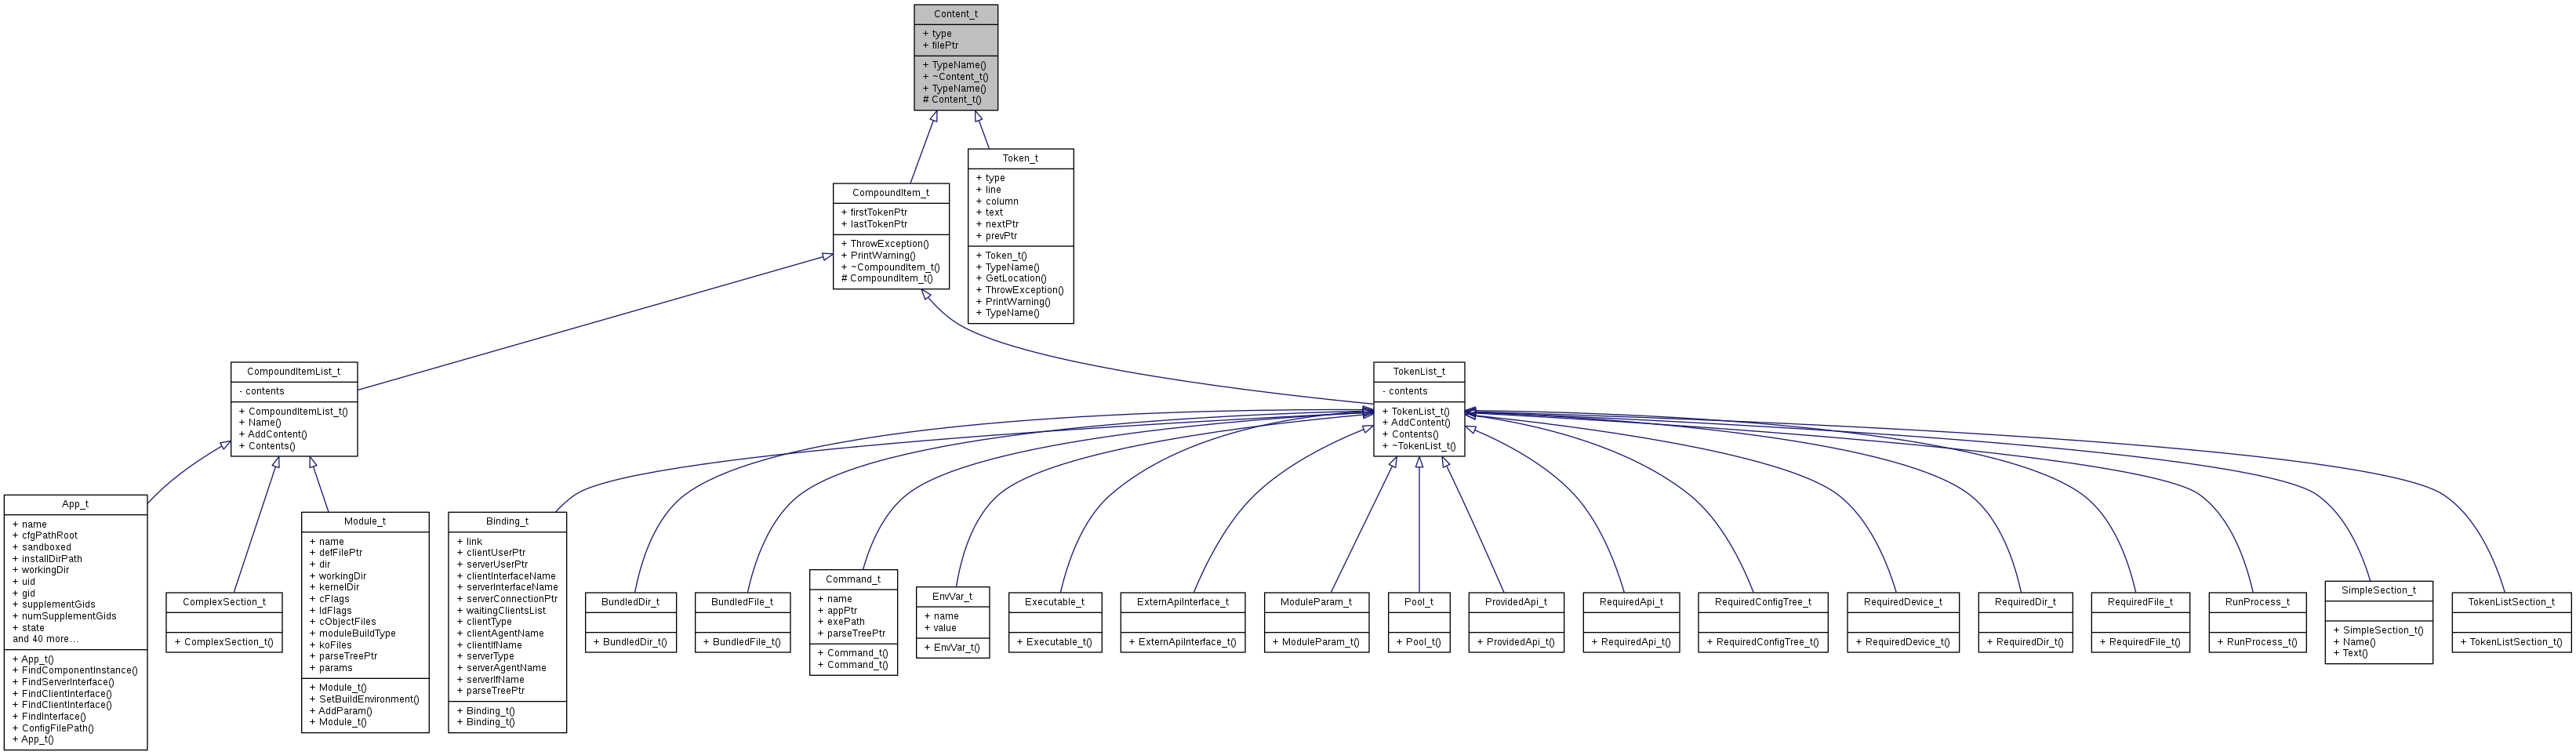 Content_t
+ type
+ filePtr
+ TypeName()
+ ~Content_t()
+ TypeName()
# Content_t()
CompoundItem_t
+ firstTokenPtr
+ lastTokenPtr
+ ThrowException()
+ PrintWarning()
+ ~CompoundItem_t()
# CompoundItem_t()
Token_t
+ type
+ line
+ column
+ text
+ nextPtr
+ prevPtr
+ Token_t()
+ TypeName()
+ GetLocation()
+ ThrowException()
+ PrintWarning()
+ TypeName()
CompoundItemList_t
- contents
+ CompoundItemList_t()
+ Name()
+ AddContent()
+ Contents()
TokenList_t
- contents
+ TokenList_t()
+ AddContent()
+ Contents()
+ ~TokenList_t()
App_t
+ name
+ cfgPathRoot
+ sandboxed
+ installDirPath
+ workingDir
+ uid
+ gid
+ supplementGids
+ numSupplementGids
+ state
and 40 more...
+ App_t()
+ FindComponentInstance()
+ FindServerInterface()
+ FindClientInterface()
+ FindClientInterface()
+ FindInterface()
+ ConfigFilePath()
+ App_t()
ComplexSection_t
+ ComplexSection_t()
Module_t
+ name
+ defFilePtr
+ dir
+ workingDir
+ kernelDir
+ cFlags
+ ldFlags
+ cObjectFiles
+ moduleBuildType
+ koFiles
+ parseTreePtr
+ params
+ Module_t()
+ SetBuildEnvironment()
+ AddParam()
+ Module_t()
Binding_t
+ link
+ clientUserPtr
+ serverUserPtr
+ clientInterfaceName
+ serverInterfaceName
+ serverConnectionPtr
+ waitingClientsList
+ clientType
+ clientAgentName
+ clientIfName
+ serverType
+ serverAgentName
+ serverIfName
+ parseTreePtr
+ Binding_t()
+ Binding_t()
BundledDir_t
+ BundledDir_t()
BundledFile_t
+ BundledFile_t()
Command_t
+ name
+ appPtr
+ exePath
+ parseTreePtr
+ Command_t()
+ Command_t()
EnvVar_t
+ name
+ value
+ EnvVar_t()
Executable_t
+ Executable_t()
ExternApiInterface_t
+ ExternApiInterface_t()
ModuleParam_t
+ ModuleParam_t()
Pool_t
+ Pool_t()
ProvidedApi_t
+ ProvidedApi_t()
RequiredApi_t
+ RequiredApi_t()
RequiredConfigTree_t
+ RequiredConfigTree_t()
RequiredDevice_t
+ RequiredDevice_t()
RequiredDir_t
+ RequiredDir_t()
RequiredFile_t
+ RequiredFile_t()
RunProcess_t
+ RunProcess_t()
SimpleSection_t
+ SimpleSection_t()
+ Name()
+ Text()
TokenListSection_t
+ TokenListSection_t()